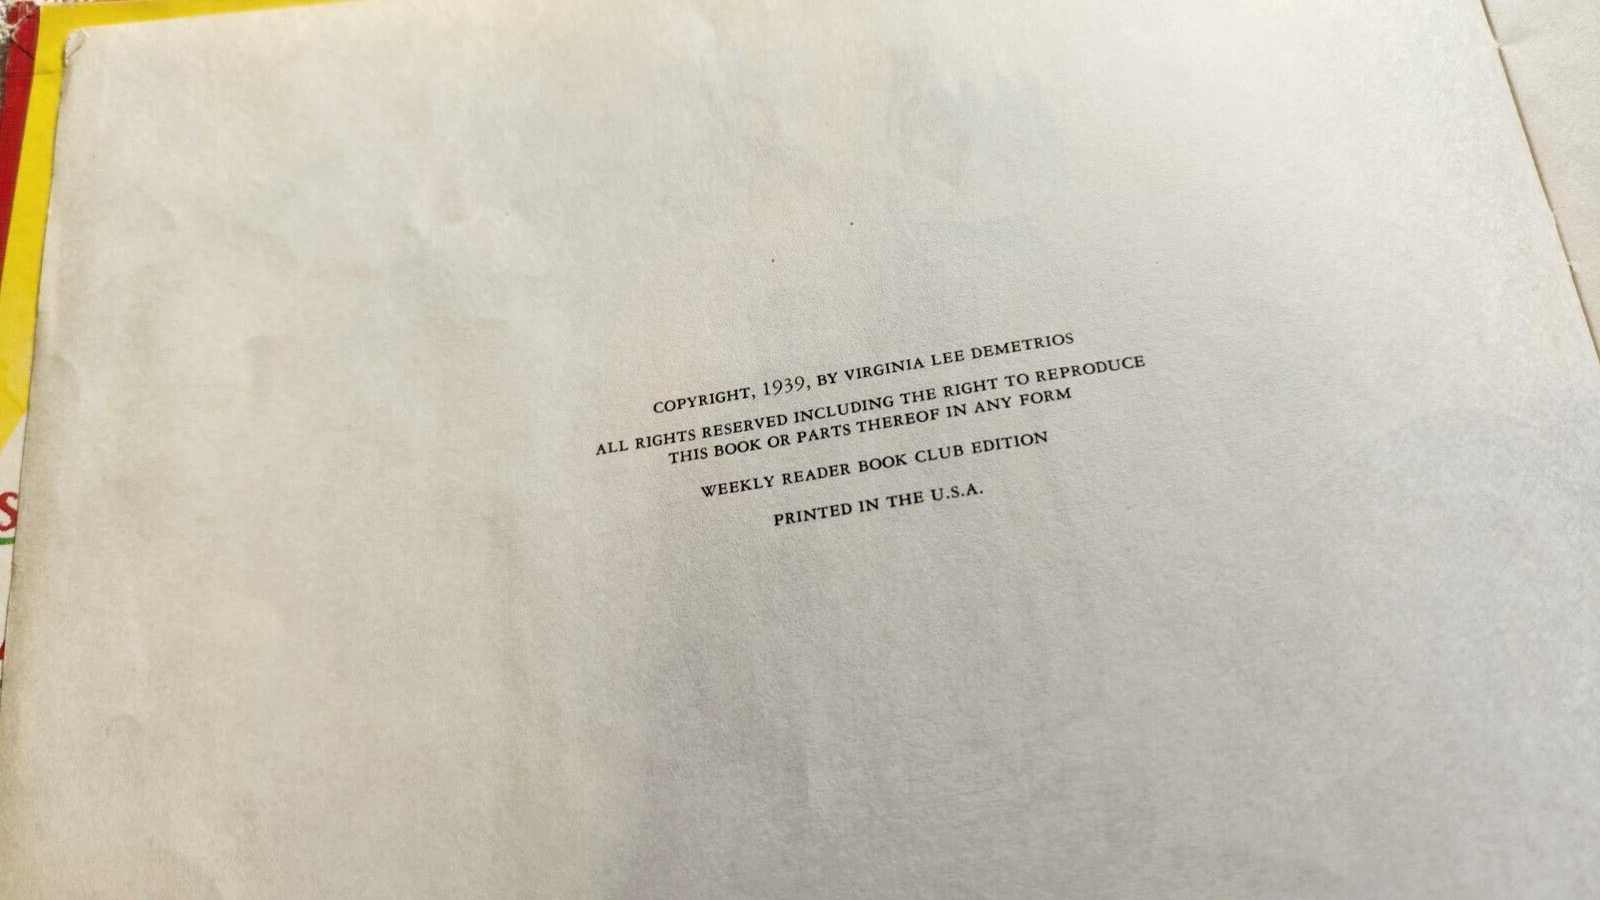 COPYRIGHT, 1939, BY VIRGINIA LEE DEMETRIOS
ALL RIGHTS RESERVED INCLUDING THE RIGHT TO REPRODUCE
THIS BOOK OR PARTS THEREOF IN ANY FORM
WEEKLY READER BOOK CLUB EDITION
PRINTED IN THE U.S.A.
S